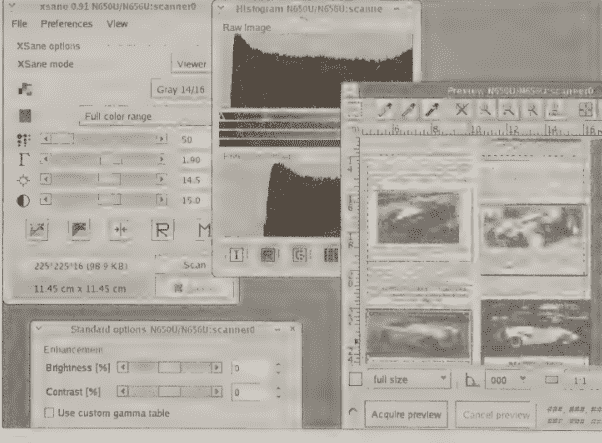 xsane 0.91 N650U/N656U:scanner0
File Preferences View
XSane options
XSane mode Viewer
Gray 14/16
Full color range
50
1.90
14.5
15.0
225*225*16 (98.9 KB) Scan
11.45 cm x 11.45 cm
Histogram N650U/N656U:scanne
Raw image
Preview N650U/N656U:scanner0
Standard options N650U/N656U:scanner0
Enhancement
Brightness [%] 0
Contrast [%] 0
Use custom gamma table
full size 000 1:1
Acquire preview Cancel preview